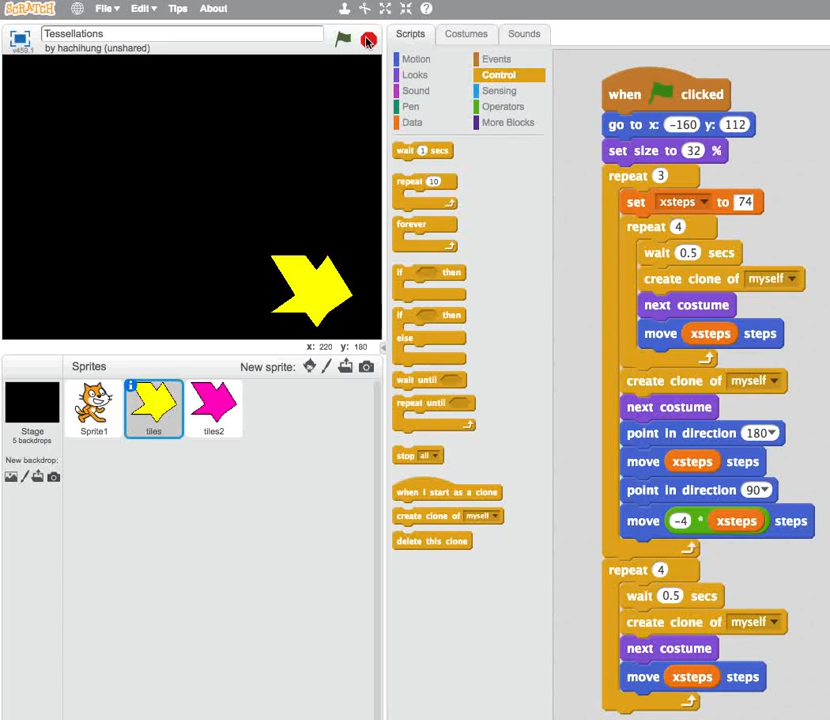 SCRATCH File Edit Tips About
Tessellations
by hachihung (unshared)
v459.1
x: 220 y: 180
Sprites New sprite:
Stage
5 backdrops
New backdrop:
Sprite1 tiles tiles2
Scripts Costumes Sounds
Motion Events
Looks Control
Sound Sensing
Pen Operators
Data More Blocks
wait 1 secs
repeat 10
forever
if then
if then
else
wait until
repeat until
stop all
when I start as a clone
create clone of myself
delete this clone
when clicked
go to x: -160 y: 112
set size to 32 %
repeat 3
set xsteps to 74
repeat 4
wait 0.5 secs
create clone of myself
next costume
move xsteps steps
create clone of myself
next costume
point in direction 180
move xsteps steps
point in direction 90
move -4 * xsteps steps
repeat 4
wait 0.5 secs
create clone of myself
next costume
move xsteps steps